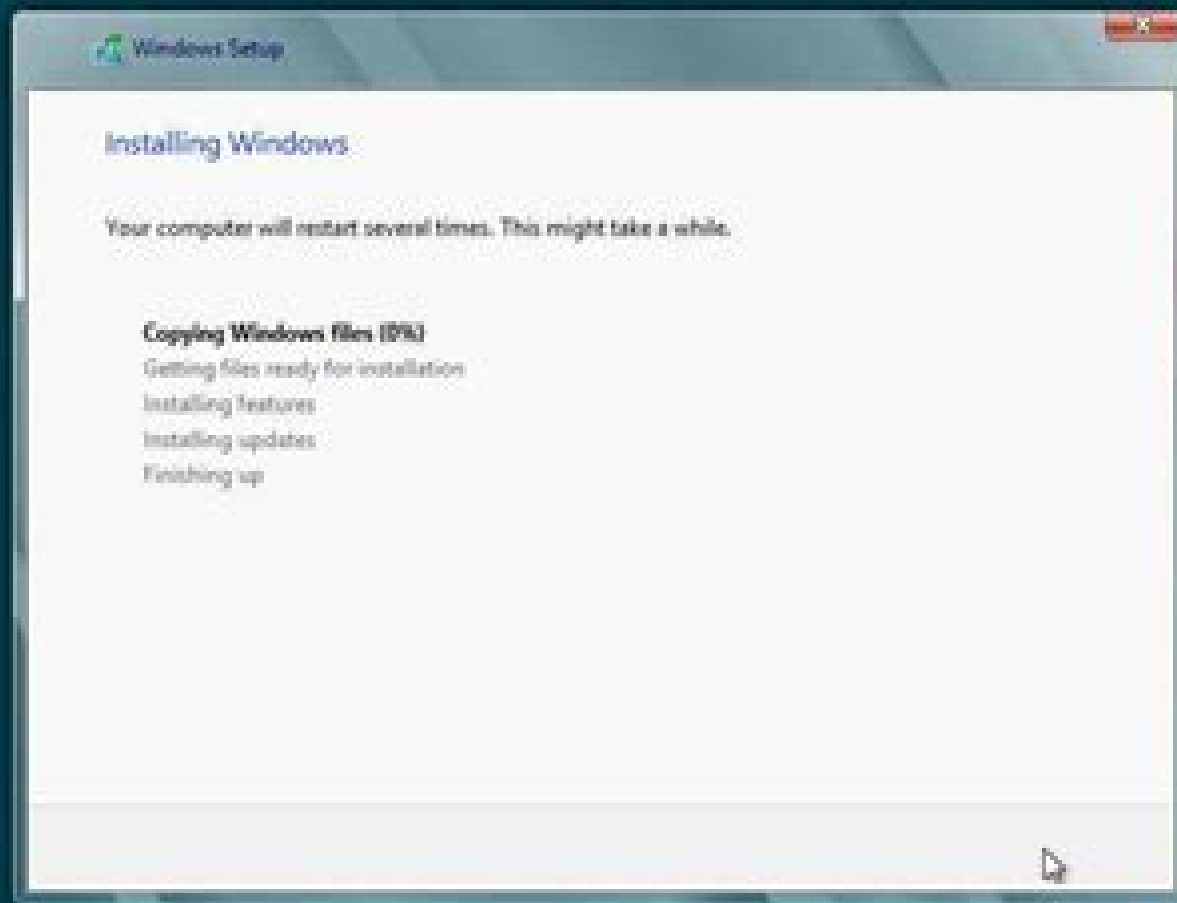 Windows Setup
Installing Windows
Your computer will restart several times. This might take a while.
Copying Windows files (0%)
Getting files ready for installation
Installing features
Installing updates
Finishing up